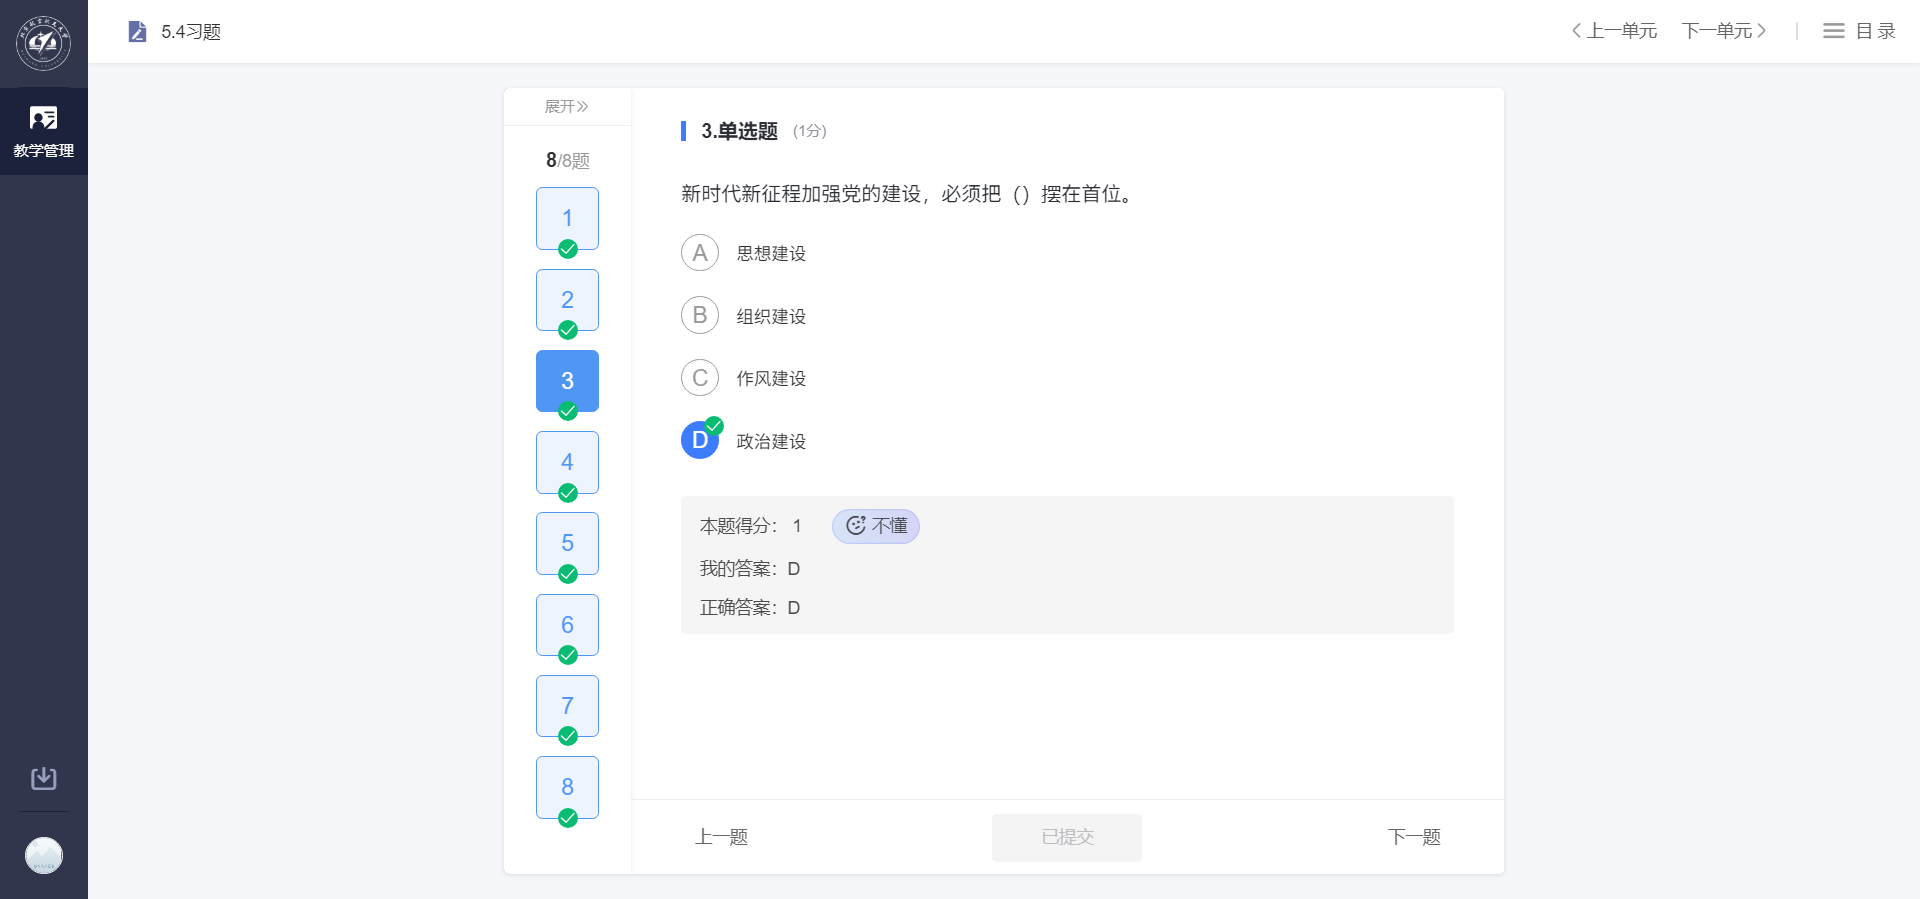 5.4习题
上一单元 下一单元 目录
教学管理
展开
8/8题
1
2
3
4
5
6
7
8
3.单选题 (1分)
新时代新征程加强党的建设，必须把（）摆在首位。
A 思想建设
B 组织建设
C 作风建设
D 政治建设
本题得分： 1 不懂
我的答案：D
正确答案：D
上一题 已提交 下一题